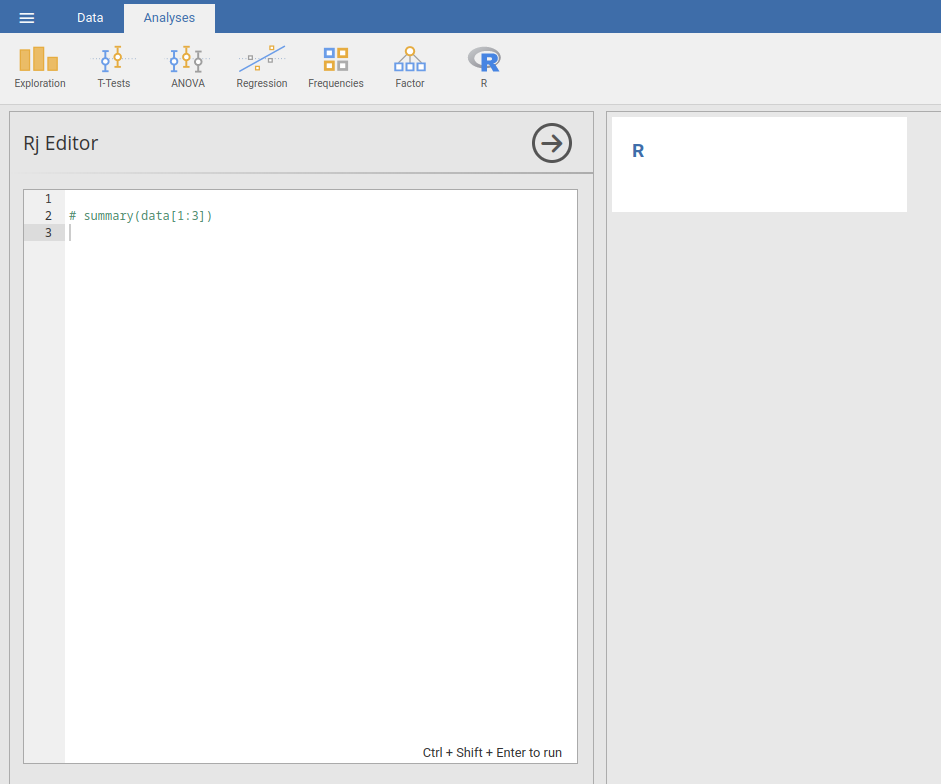 Data Analyses
Exploration T-Tests ANOVA Regression Frequencies Factor R
Rj Editor
R
1
2 # summary(data[1:3])
3
Ctrl + Shift + Enter to run